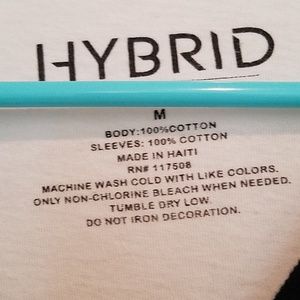 HYBRID
M
BODY:100%COTTON
SLEEVES: 100% COTTON
MADE IN HAITI
RN# 117508
MACHINE WASH COLD WITH LIKE COLORS.
ONLY NON-CHLORINE BLEACH WHEN NEEDED.
TUMBLE DRY LOW.
DO NOT IRON DECORATION.